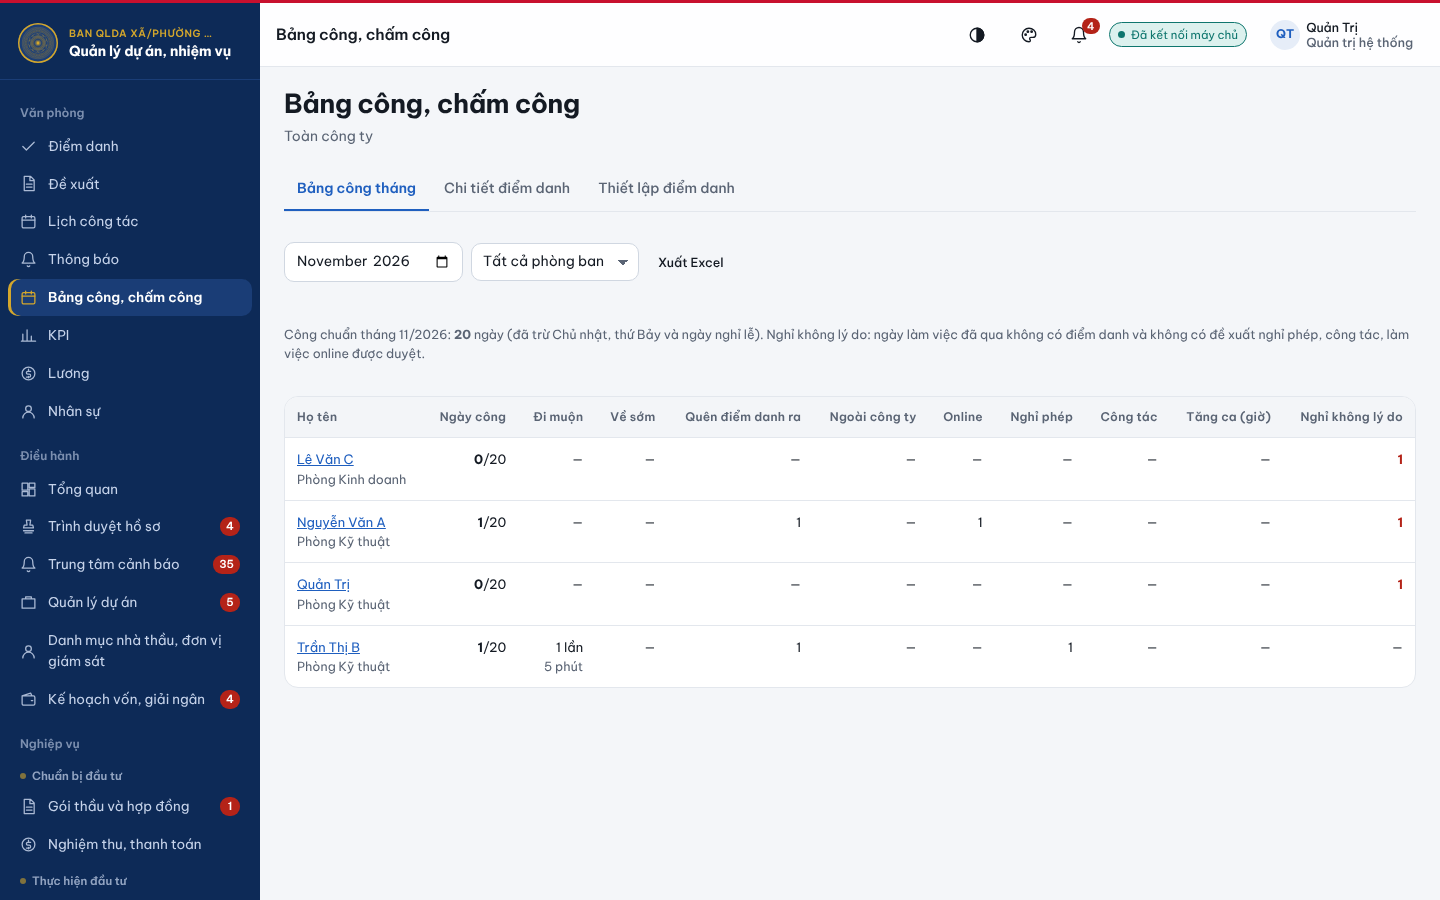 BAN QLDA XÃ/PHƯỜNG ...
Quản lý dự án, nhiệm vụ
Văn phòng
Điểm danh
Đề xuất
Lịch công tác
Thông báo
Bảng công, chấm công
KPI
Lương
Nhân sự
Điều hành
Tổng quan
Trình duyệt hồ sơ 4
Trung tâm cảnh báo 35
Quản lý dự án 5
Danh mục nhà thầu, đơn vị
giám sát
Kế hoạch vốn, giải ngân 4
Nghiệp vụ
Chuẩn bị đầu tư
Gói thầu và hợp đồng 1
Nghiệm thu, thanh toán
Thực hiện đầu tư
Bảng công, chấm công
4
Đã kết nối máy chủ
QT
Quản Trị
Quản trị hệ thống
Bảng công, chấm công
Toàn công ty
Bảng công tháng Chi tiết điểm danh Thiết lập điểm danh
November 2026 Tất cả phòng ban Xuất Excel
Công chuẩn tháng 11/2026: 20 ngày (đã trừ Chủ nhật, thứ Bảy và ngày nghỉ lễ). Nghỉ không lý do: ngày làm việc đã qua không có điểm danh và không có đề xuất nghỉ phép, công tác, làm
việc online được duyệt.
Họ tên Ngày công Đi muộn Về sớm Quên điểm danh ra Ngoài công ty Online Nghỉ phép Công tác Tăng ca (giờ) Nghỉ không lý do
Lê Văn C 0/20 — — — — — — — — 1
Phòng Kinh doanh
Nguyễn Văn A 1/20 — — 1 — 1 — — — 1
Phòng Kỹ thuật
Quản Trị 0/20 — — — — — — — — 1
Phòng Kỹ thuật
Trần Thị B 1/20 1 lần — 1 — — 1 — — —
Phòng Kỹ thuật 5 phút